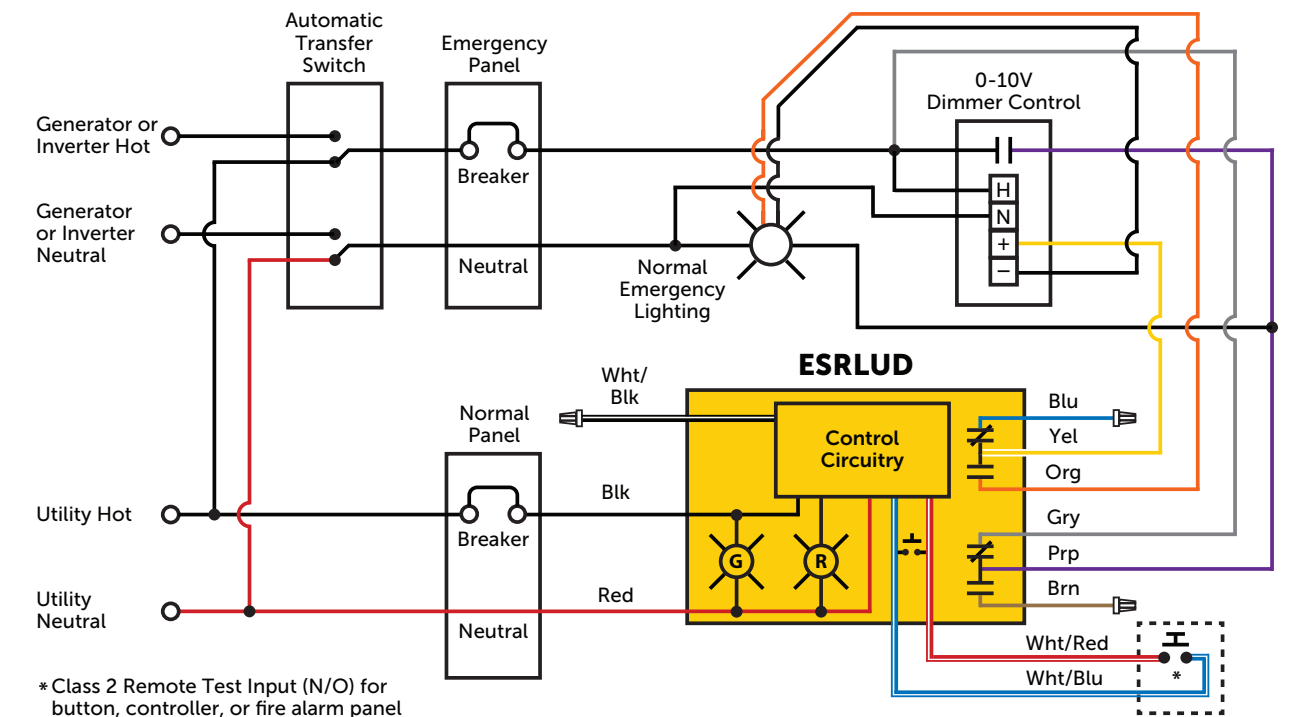 Automatic
Transfer
Switch
Emergency
Panel
0-10V
Dimmer Control
Generator or
Inverter Hot
Breaker
H
N
+
−
Generator
or Inverter
Neutral
Neutral
Normal
Emergency
Lighting
ESRLUD
Wht/
Blk
Normal
Panel
Control
Circuitry
Blu
Yel
Org
Gry
Prp
Brn
Utility Hot
Blk
Breaker
G
R
Utility
Neutral
Red
Neutral
Wht/Red
Wht/Blu
*
* Class 2 Remote Test Input (N/O) for
button, controller, or fire alarm panel